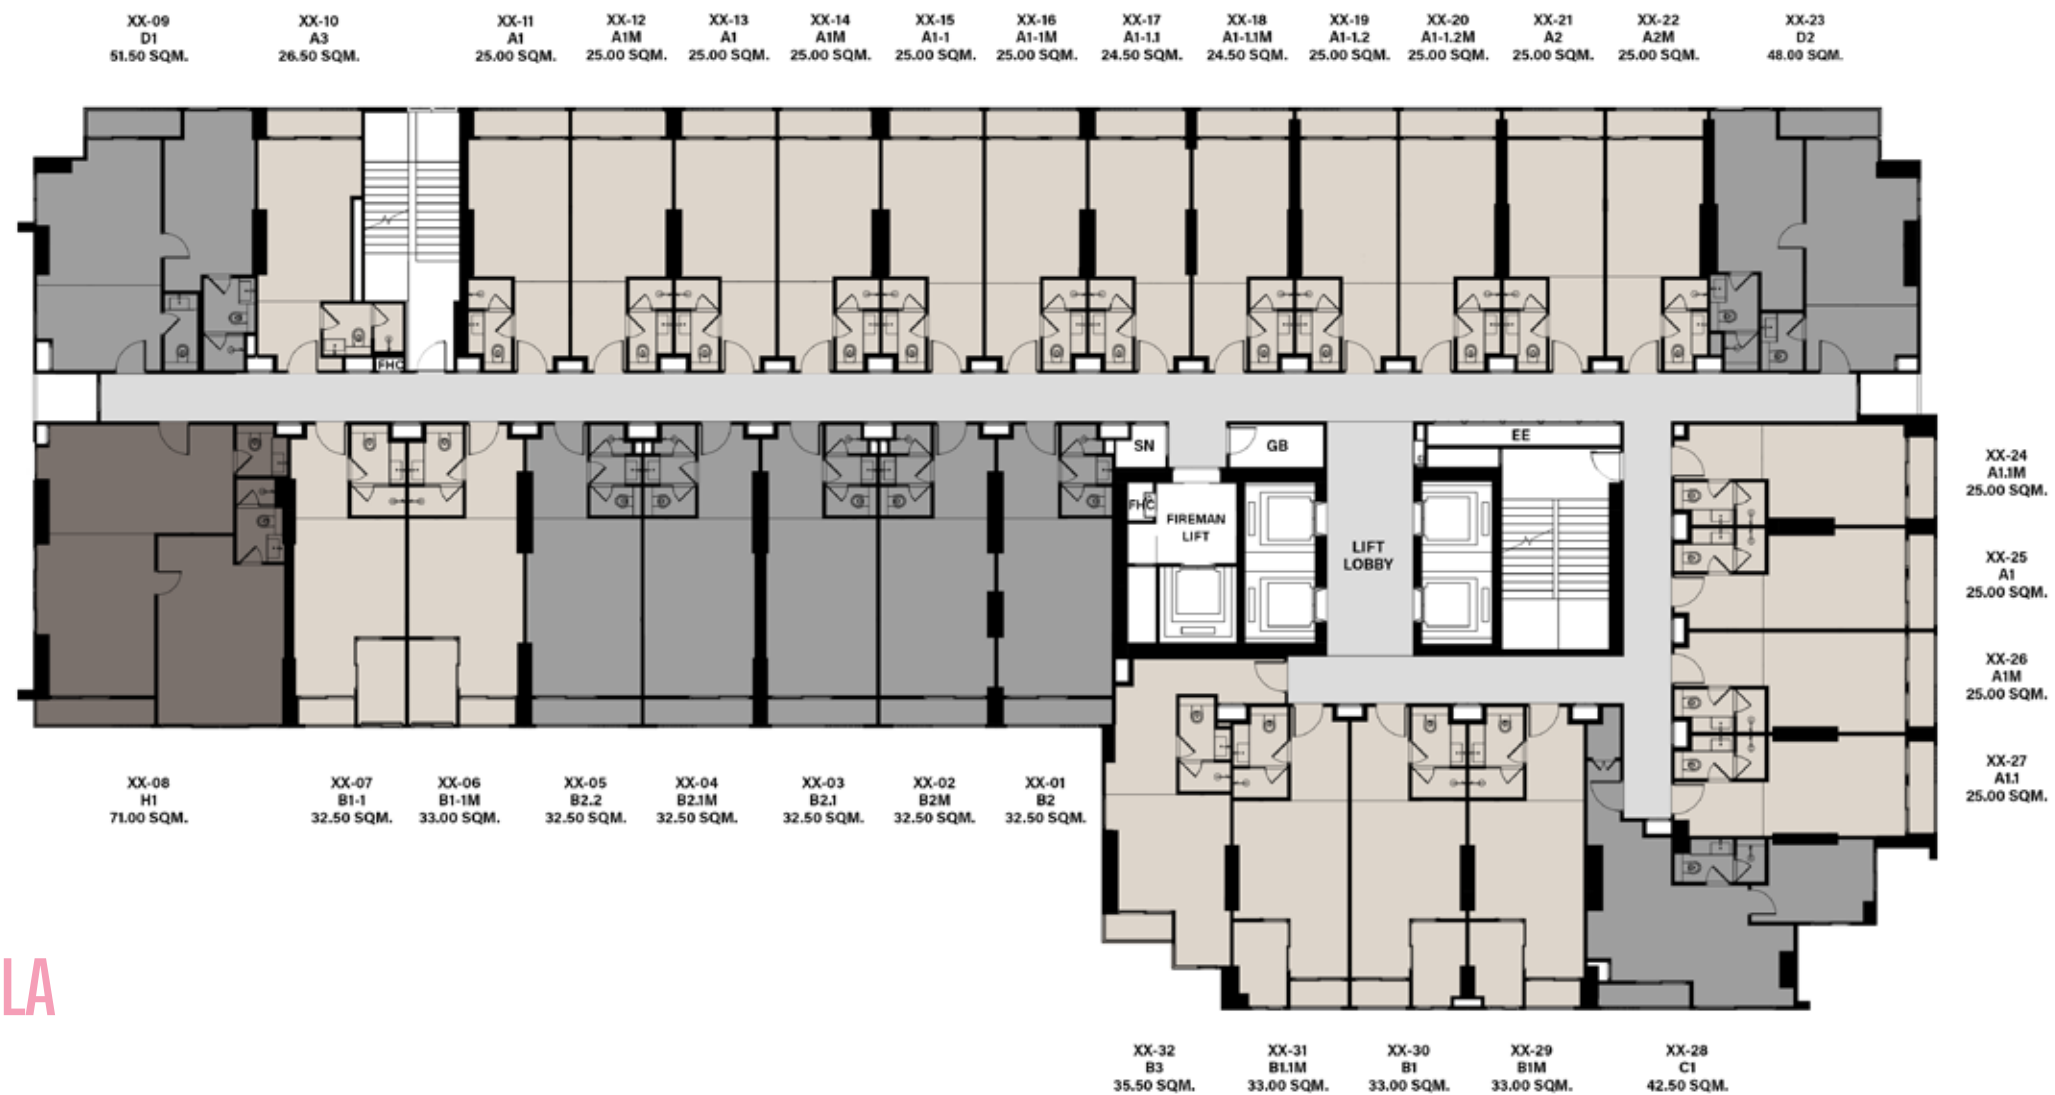 XX-09
D1
51.50 SQM.
XX-10
A3
26.50 SQM.
XX-11
A1
25.00 SQM.
XX-12
A1M
25.00 SQM.
XX-13
A1
25.00 SQM.
XX-14
A1M
25.00 SQM.
XX-15
A1-1
25.00 SQM.
XX-16
A1-1M
25.00 SQM.
XX-17
A1-1.1
24.50 SQM.
XX-18
A1-1.1M
24.50 SQM.
XX-19
A1-1.2
25.00 SQM.
XX-20
A1-1.2M
25.00 SQM.
XX-21
A2
25.00 SQM.
XX-22
A2M
25.00 SQM.
XX-23
D2
48.00 SQM.
FHC
SN
GB
EE
FHC
FIREMAN
LIFT
LIFT
LOBBY
XX-24
A1.1M
25.00 SQM.
XX-25
A1
25.00 SQM.
XX-26
A1M
25.00 SQM.
XX-27
A1.1
25.00 SQM.
XX-08
H1
71.00 SQM.
XX-07
B1-1
32.50 SQM.
XX-06
B1-1M
33.00 SQM.
XX-05
B2.2
32.50 SQM.
XX-04
B2.1M
32.50 SQM.
XX-03
B2.1
32.50 SQM.
XX-02
B2M
32.50 SQM.
XX-01
B2
32.50 SQM.
LA
XX-32
B3
35.50 SQM.
XX-31
B1.1M
33.00 SQM.
XX-30
B1
33.00 SQM.
XX-29
B1M
33.00 SQM.
XX-28
C1
42.50 SQM.